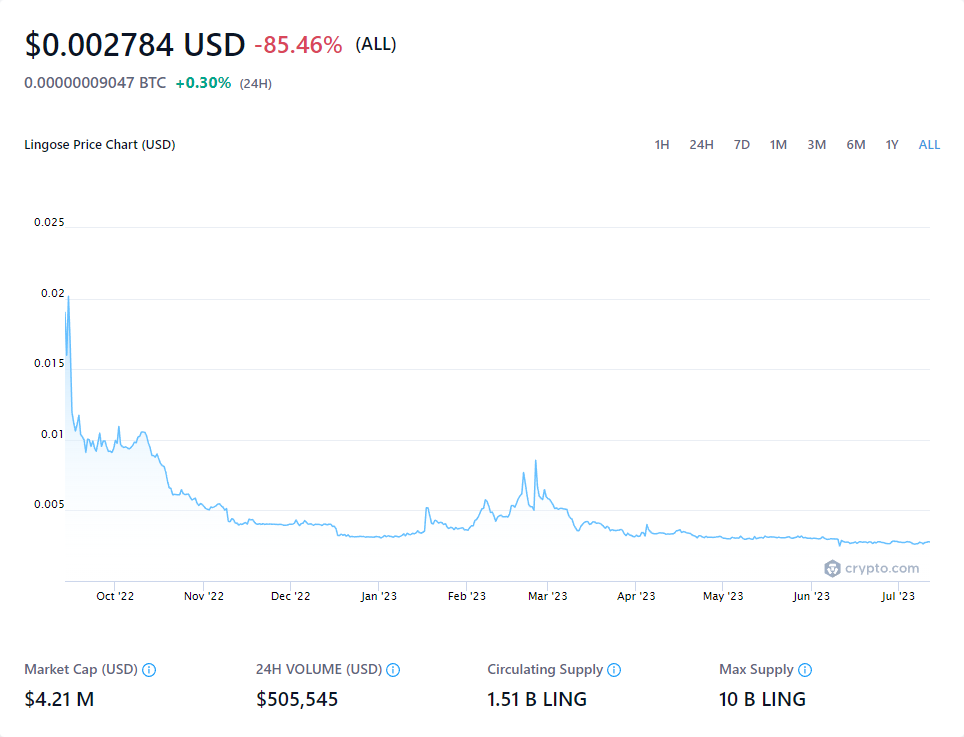 $0.002784 USD -85.46% (ALL)
0.00000009047 BTC +0.30% (24H)
Lingose Price Chart (USD) 1H 24H 7D 1M 3M 6M 1Y ALL
0.025
0.02
0.015
0.01
0.005
crypto.com
Oct '22 Nov '22 Dec '22 Jan '23 Feb '23 Mar '23 Apr '23 May '23 Jun '23 Jul '23
Market Cap (USD) 24H VOLUME (USD) Circulating Supply Max Supply
$4.21 M $505,545 1.51 B LING 10 B LING